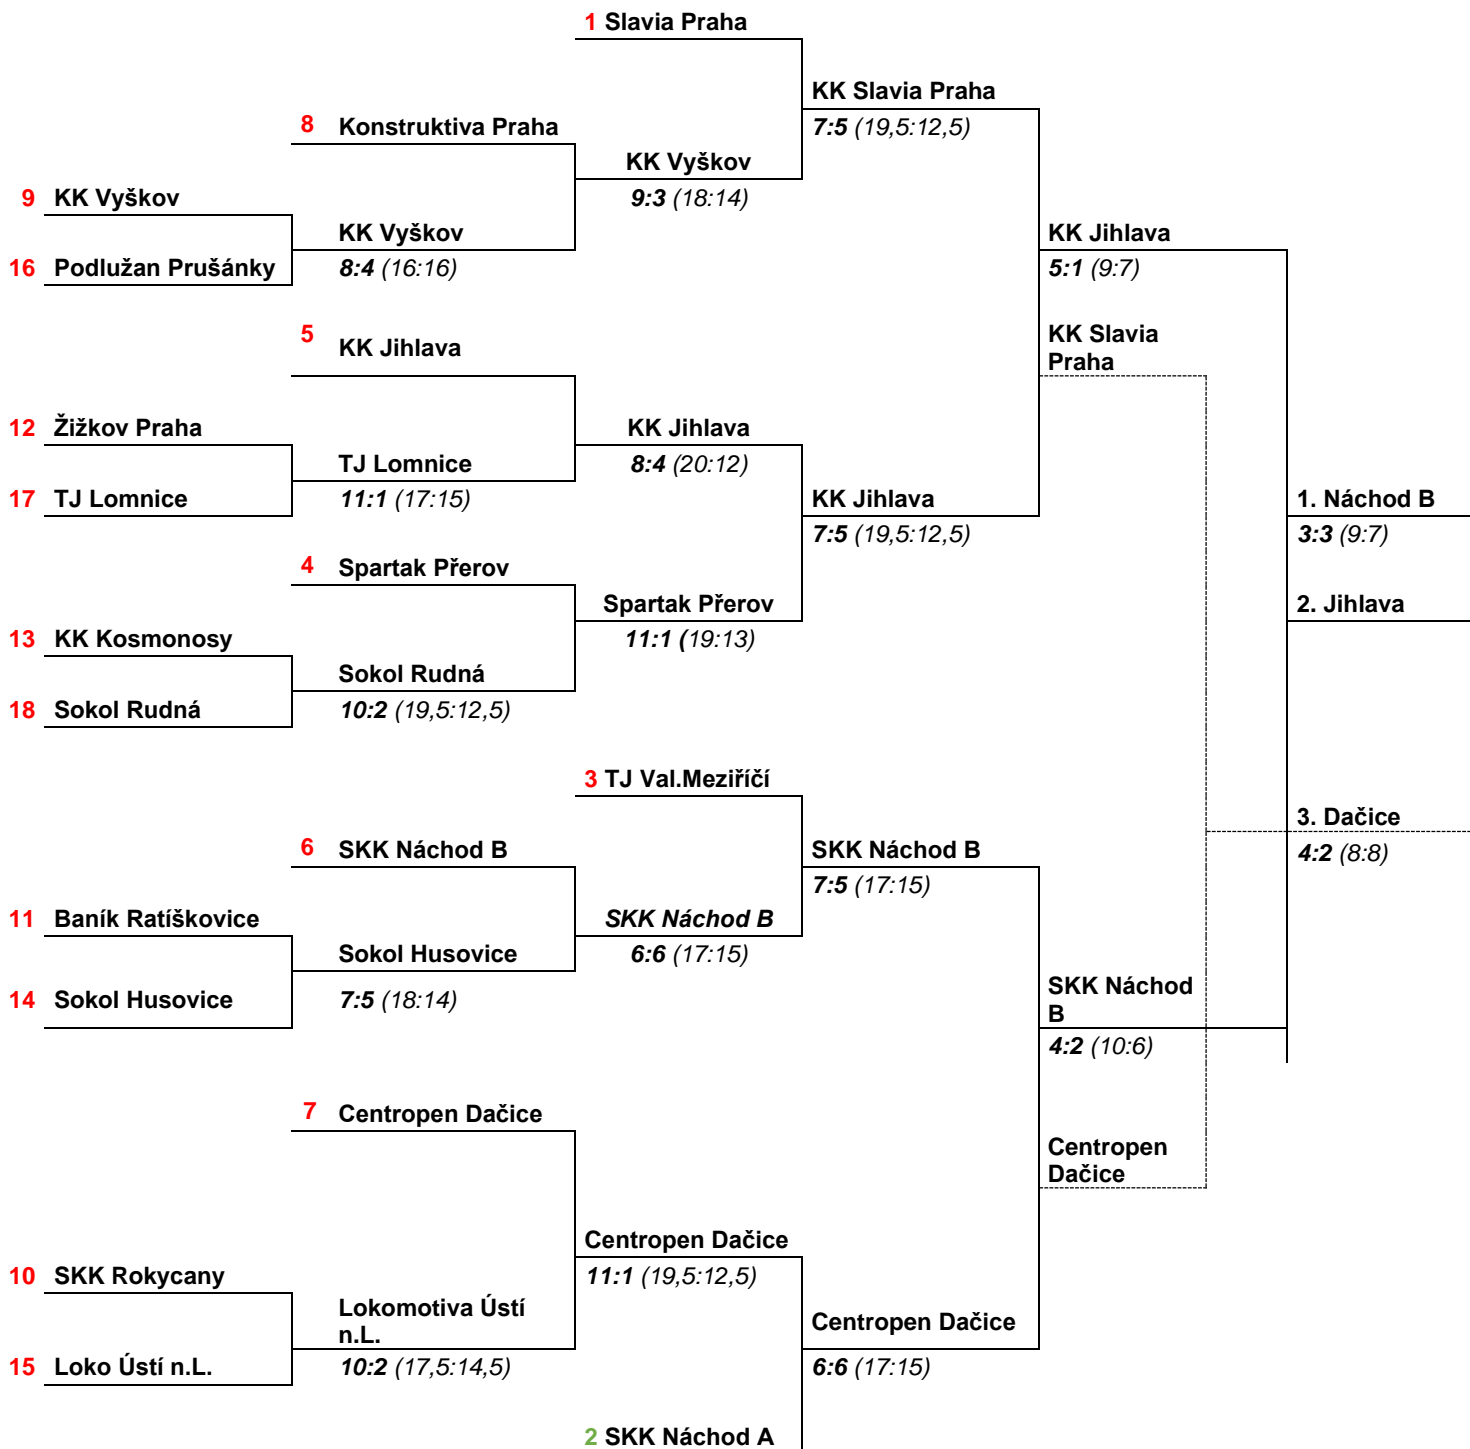 1 Slavia Praha
KK Slavia Praha
7:5 (19,5:12,5)
8 Konstruktiva Praha
KK Vyškov
9:3 (18:14)
9 KK Vyškov
KK Vyškov
8:4 (16:16)
16 Podlužan Prušánky
KK Jihlava
5:1 (9:7)
5 KK Jihlava
KK Slavia
Praha
12 Žižkov Praha
KK Jihlava
8:4 (20:12)
TJ Lomnice
11:1 (17:15)
17 TJ Lomnice
KK Jihlava
7:5 (19,5:12,5)
1. Náchod B
3:3 (9:7)
4 Spartak Přerov
Spartak Přerov
11:1 (19:13)
2. Jihlava
13 KK Kosmonosy
Sokol Rudná
10:2 (19,5:12,5)
18 Sokol Rudná
3 TJ Val.Meziříčí
3. Dačice
4:2 (8:8)
6 SKK Náchod B
SKK Náchod B
7:5 (17:15)
11 Baník Ratíškovice
SKK Náchod B
6:6 (17:15)
Sokol Husovice
7:5 (18:14)
14 Sokol Husovice
SKK Náchod
B
4:2 (10:6)
7 Centropen Dačice
Centropen
Dačice
Centropen Dačice
11:1 (19,5:12,5)
10 SKK Rokycany
Lokomotiva Ústí
n.L.
10:2 (17,5:14,5)
Centropen Dačice
6:6 (17:15)
15 Loko Ústí n.L.
2 SKK Náchod A